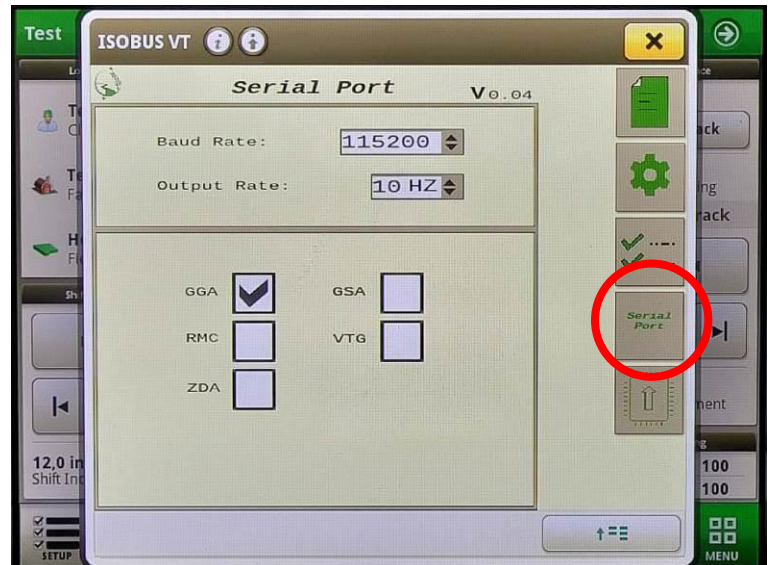 Test
ISOBUS VT
Serial Port V0.04
Baud Rate: 115200
Output Rate: 10 HZ
GGA
GSA
RMC
VTG
ZDA
Serial
Port
ack
ing
rack
12,0 in
Shift Inc
ment
100
100
SETUP
MENU